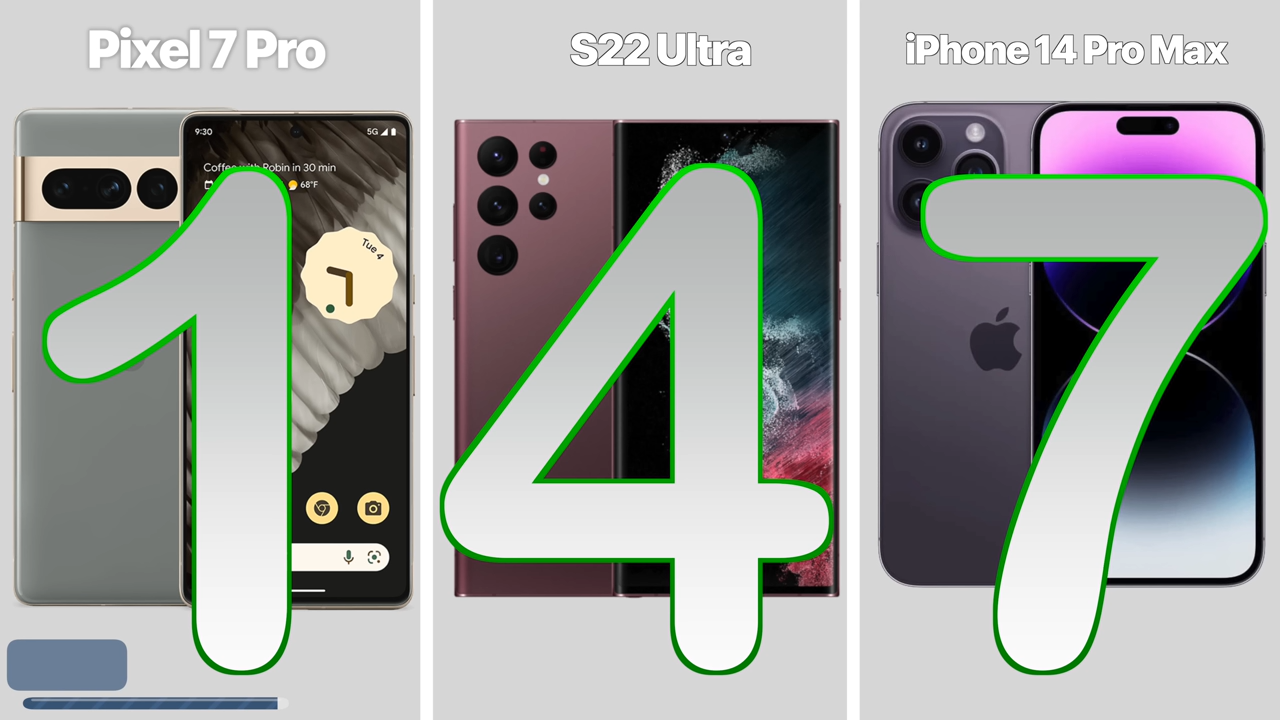 Pixel 7 Pro
S22 Ultra
iPhone 14 Pro Max
9:30
5G
Coffee with Robin in 30 min
68°F
Tue 4
1
4
7